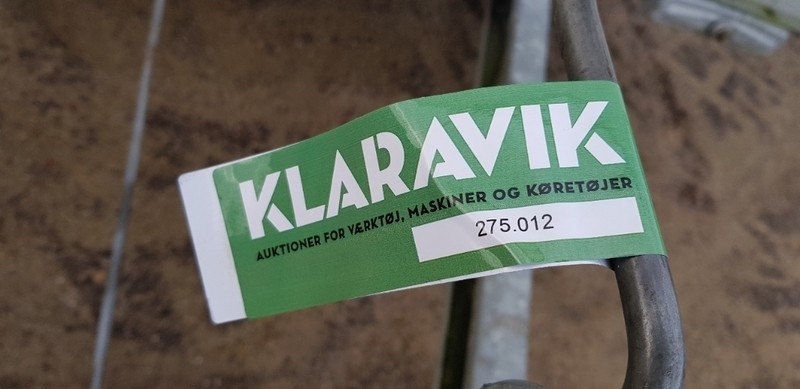 KLARAVIK
AUKTIONER FOR VÆRKTØJ, MASKINER OG KØRETØJER
275.012